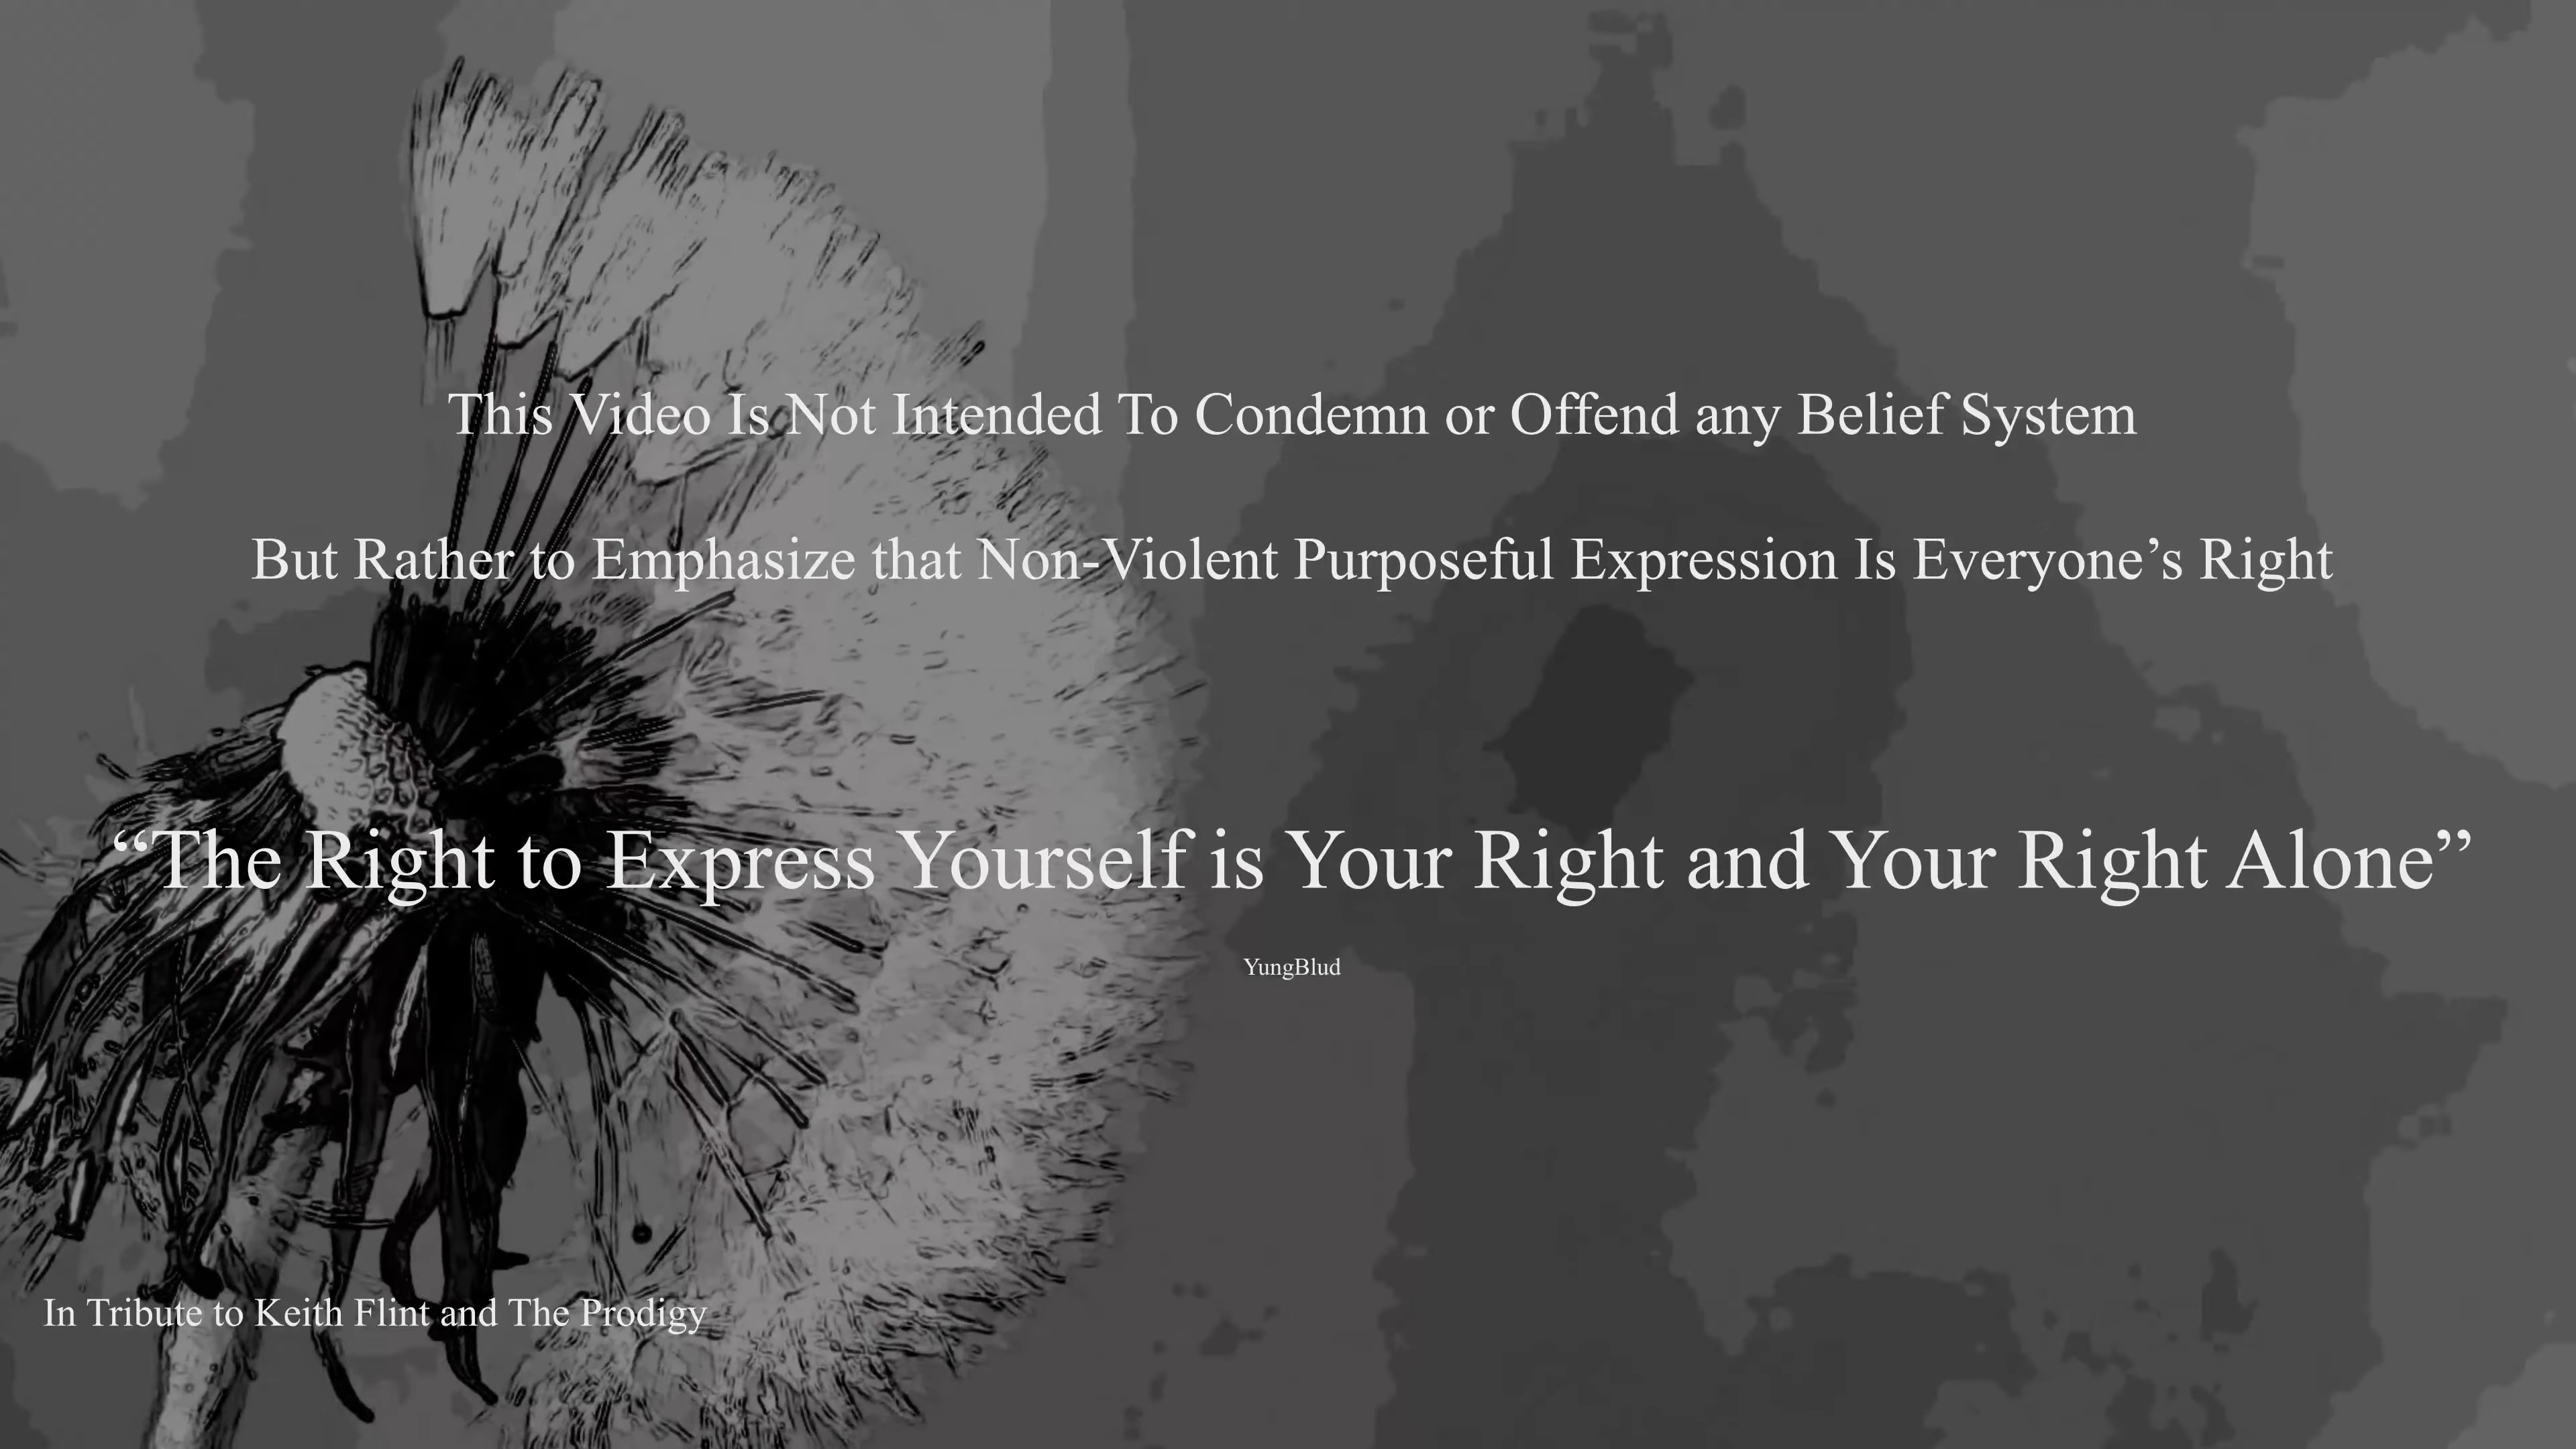 This Video Is Not Intended To Condemn or Offend any Belief System
But Rather to Emphasize that Non-Violent Purposeful Expression Is Everyone’s Right
“The Right to Express Yourself is Your Right and Your Right Alone”
YungBlud
In Tribute to Keith Flint and The Prodigy